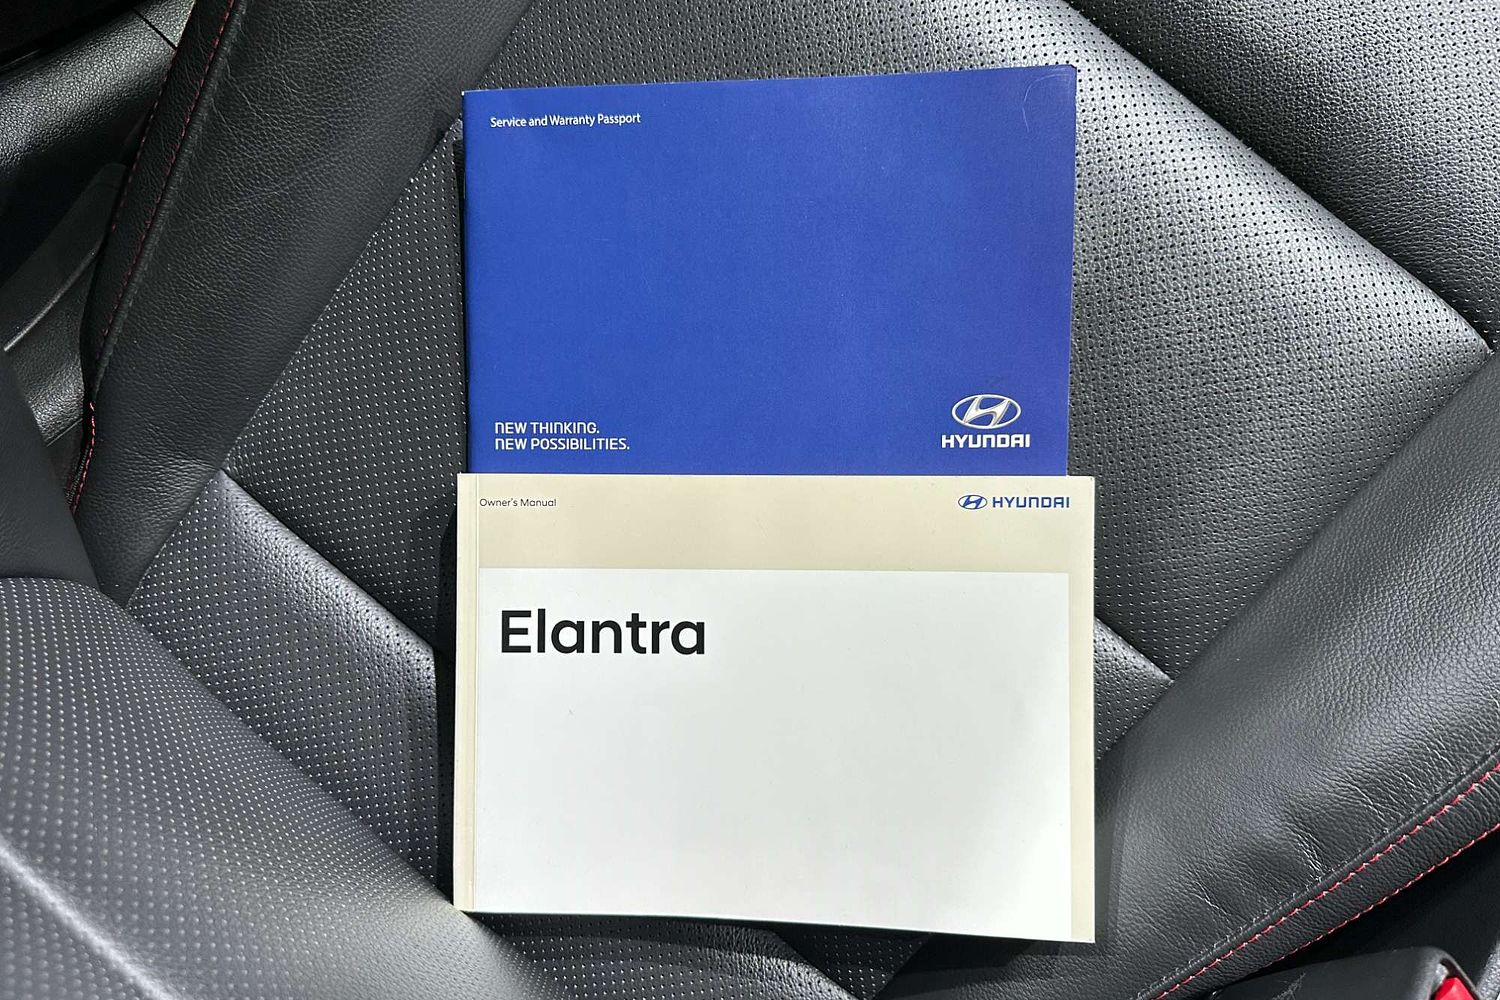 Service and Warranty Passport
NEW THINKING.
NEW POSSIBILITIES.
HYUNDAI
Owner's Manual
HYUNDAI
Elantra